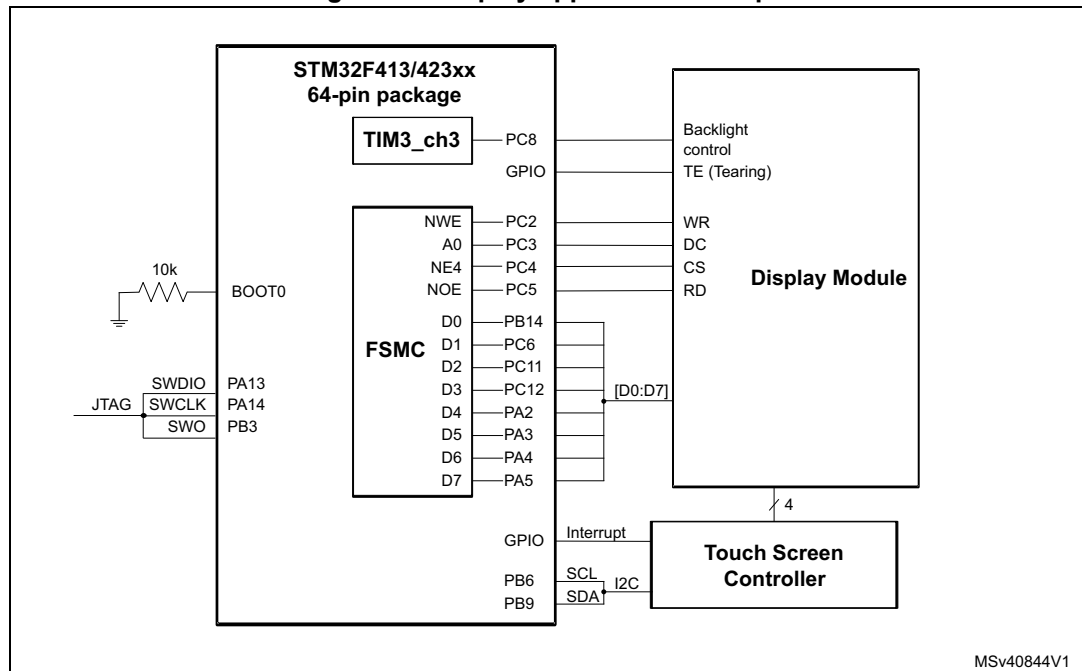 STM32F413/423xx
64-pin package
TIM3_ch3
PC8
Backlight
control
GPIO
TE (Tearing)
NWE
PC2
WR
A0
PC3
DC
NE4
PC4
CS
NOE
PC5
RD
Display Module
10k
BOOT0
FSMC
D0
PB14
D1
PC6
D2
PC11
D3
PC12
[D0:D7]
D4
PA2
D5
PA3
D6
PA4
D7
PA5
JTAG
SWDIO
PA13
SWCLK
PA14
SWO
PB3
4
GPIO
Interrupt
Touch Screen
Controller
PB6
SCL
I2C
PB9
SDA
MSv40844V1